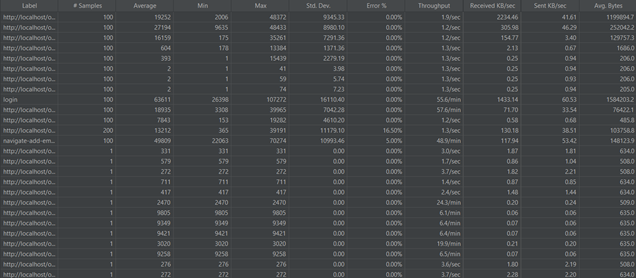 Label # Samples Average Min Max Std. Dev. Error % Throughput Received KB/sec Sent KB/sec Avg. Bytes
http://localhost/o... 100 19252 2006 48372 9345.33 0.00% 1.9/sec 2234.46 41.61 1199894.7
http://localhost/o... 100 27194 9635 48433 8980.10 0.00% 1.2/sec 305.98 46.29 252042.2
http://localhost/o... 100 16159 175 35261 7291.36 0.00% 1.2/sec 154.77 3.40 129757.3
http://localhost/o... 100 604 178 13384 1371.36 0.00% 1.3/sec 2.13 0.67 1686.0
http://localhost/o... 100 393 1 15439 2279.19 0.00% 1.3/sec 0.25 0.94 206.0
http://localhost/o... 100 2 1 41 3.98 0.00% 1.3/sec 0.25 0.94 206.0
http://localhost/o... 100 2 1 59 5.74 0.00% 1.3/sec 0.25 0.93 206.0
http://localhost/o... 100 2 1 74 7.23 0.00% 1.3/sec 0.25 0.94 205.0
login 100 63611 26398 107272 16110.40 0.00% 55.6/min 1433.14 60.53 1584203.2
http://localhost/o... 100 18935 3308 39965 7042.28 0.00% 57.6/min 71.70 33.54 76422.1
http://localhost/o... 100 7843 153 19282 4610.20 0.00% 1.2/sec 0.58 0.68 485.8
http://localhost/o... 200 13212 365 39191 11179.10 16.50% 1.3/sec 130.18 38.51 103758.8
navigate-add-em... 100 49809 22063 70274 10993.46 5.00% 48.9/min 117.94 53.42 148123.9
http://localhost/o... 1 331 331 331 0.00 0.00% 3.0/sec 1.87 1.81 634.0
http://localhost/o... 1 579 579 579 0.00 0.00% 1.7/sec 0.86 1.04 508.0
http://localhost/o... 1 272 272 272 0.00 0.00% 3.7/sec 1.82 2.21 508.0
http://localhost/o... 1 711 711 711 0.00 0.00% 1.4/sec 0.87 0.85 634.0
http://localhost/o... 1 417 417 417 0.00 0.00% 2.4/sec 1.48 1.44 634.0
http://localhost/o... 1 2470 2470 2470 0.00 0.00% 24.3/min 0.20 0.24 509.0
http://localhost/o... 1 9805 9805 9805 0.00 0.00% 6.1/min 0.06 0.06 635.0
http://localhost/o... 1 9349 9349 9349 0.00 0.00% 6.4/min 0.07 0.06 635.0
http://localhost/o... 1 9421 9421 9421 0.00 0.00% 6.4/min 0.07 0.06 635.0
http://localhost/o... 1 3020 3020 3020 0.00 0.00% 19.9/min 0.21 0.20 635.0
http://localhost/o... 1 9258 9258 9258 0.00 0.00% 6.5/min 0.07 0.06 635.0
http://localhost/o... 1 276 276 276 0.00 0.00% 3.6/sec 1.80 2.19 508.0
http://localhost/o... 1 272 272 272 0.00 0.00% 3.7/sec 2.28 2.20 634.0